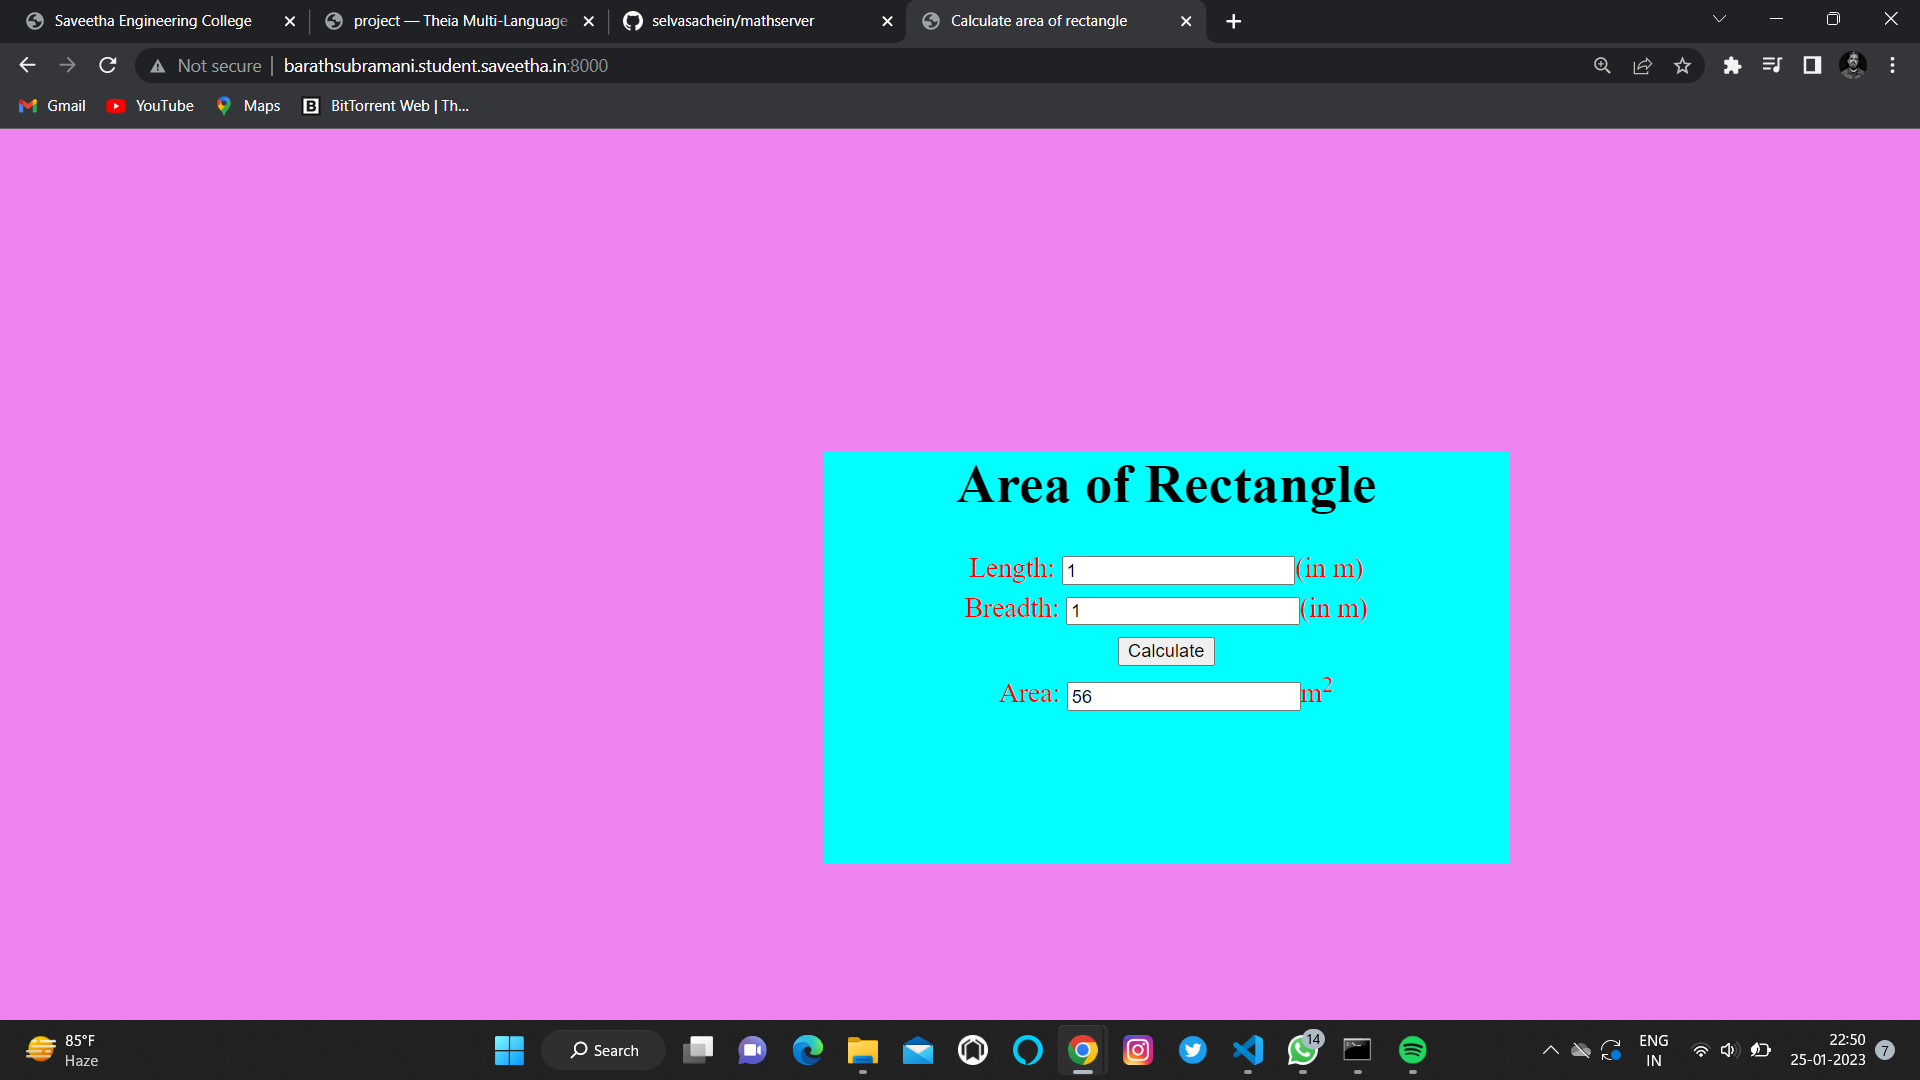 Saveetha Engineering College
project — Theia Multi-Language
selvasachein/mathserver
Calculate area of rectangle
Not secure | barathsubramani.student.saveetha.in:8000
Gmail
YouTube
Maps
B BitTorrent Web | Th...
Area of Rectangle
Length: 1 (in m)
Breadth: 1 (in m)
Calculate
Area: 56 m²
85°F
Haze
Search
14
ENG
IN
22:50
25-01-2023
7